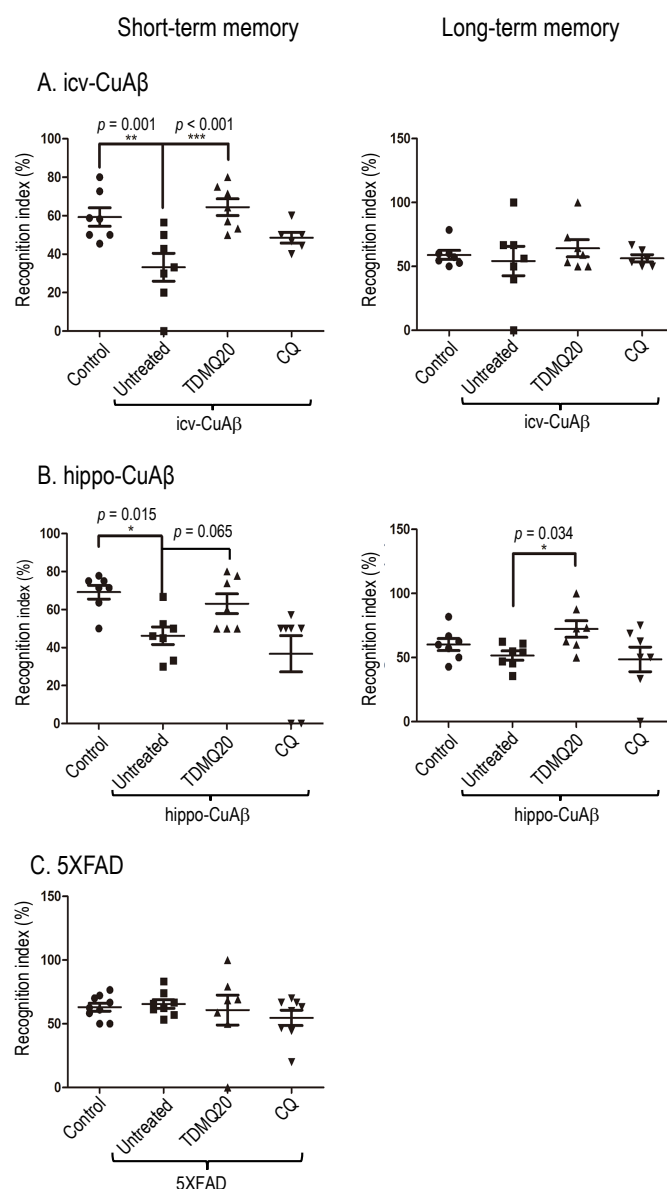 Short-term memory
Long-term memory
A. icv-CuAβ
p = 0.001
p < 0.001
**
***
Recognition index (%)
100
80
60
40
20
0
Control
Untreated
TDMQ20
CQ
icv-CuAβ
Recognition index (%)
150
100
50
0
Control
Untreated
TDMQ20
CQ
icv-CuAβ
B. hippo-CuAβ
p = 0.015
*
p = 0.065
Recognition index (%)
100
80
60
40
20
0
Control
Untreated
TDMQ20
CQ
hippo-CuAβ
p = 0.034
*
Recognition index (%)
150
100
50
0
Control
Untreated
TDMQ20
CQ
hippo-CuAβ
C. 5XFAD
Recognition index (%)
150
100
50
0
Control
Untreated
TDMQ20
CQ
5XFAD